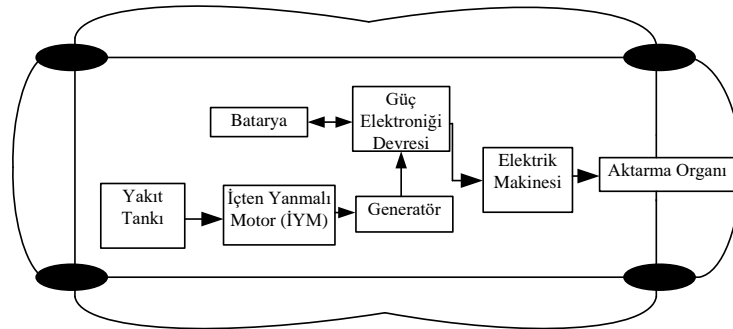 Güç
Elektroniği
Devresi
Batarya
Elektrik
Makinesi
Aktarma Organı
Yakıt
Tankı
İçten Yanmalı
Motor (İYM)
Generatör